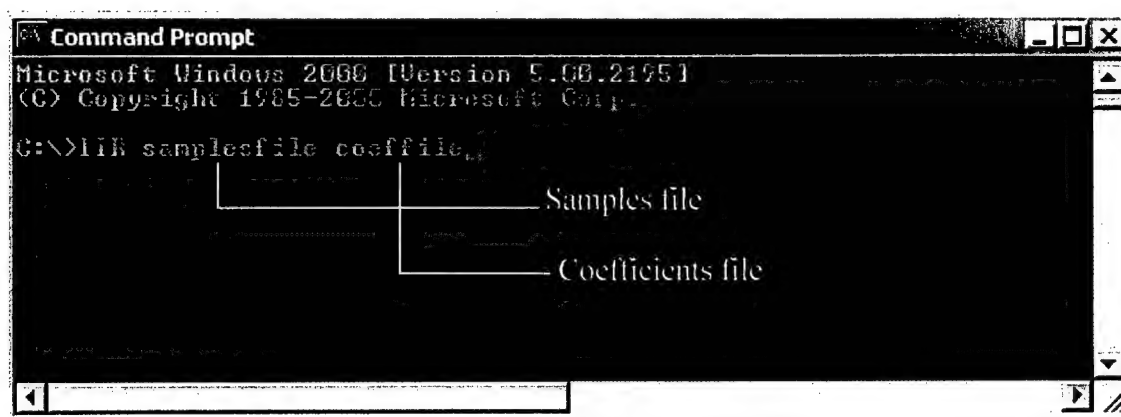 Command Prompt
Microsoft Windows 2000 [Version 5.00.2195]
(C) Copyright 1985-2000 Microsoft Corp.
C:\>IIR samplesfile coeffile
Samples file
Coefficients file